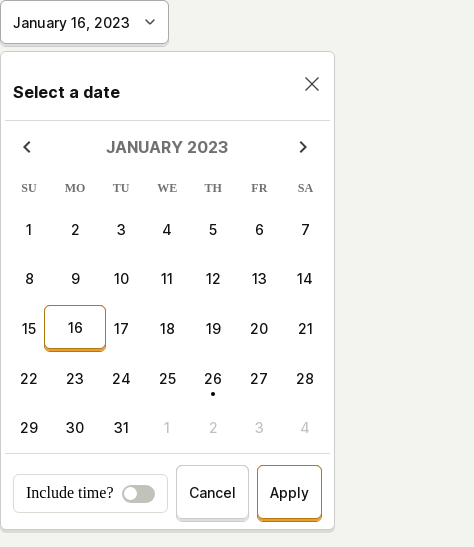 January 16, 2023
Select a date
JANUARY 2023
SU MO TU WE TH FR SA
1 2 3 4 5 6 7
8 9 10 11 12 13 14
15 16 17 18 19 20 21
22 23 24 25 26 27 28
29 30 31 1 2 3 4
Include time? Cancel Apply